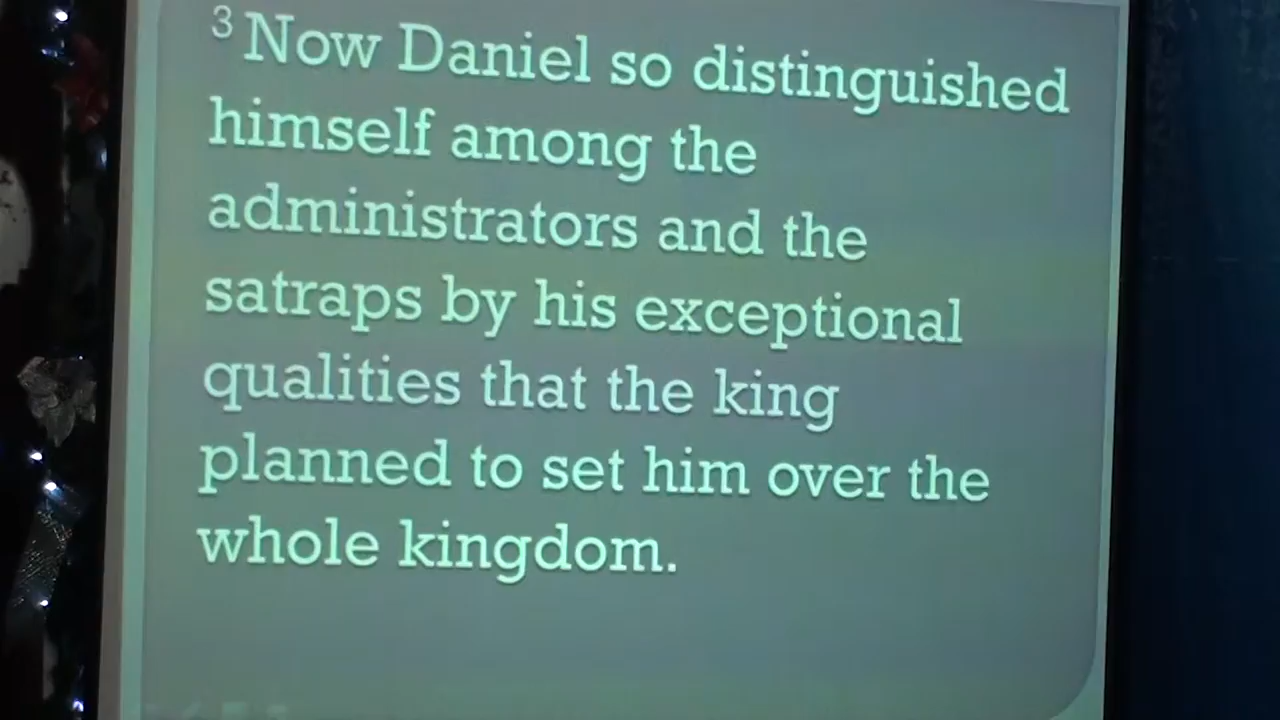 3 Now Daniel so distinguished
himself among the
administrators and the
satraps by his exceptional
qualities that the king
planned to set him over the
whole kingdom.